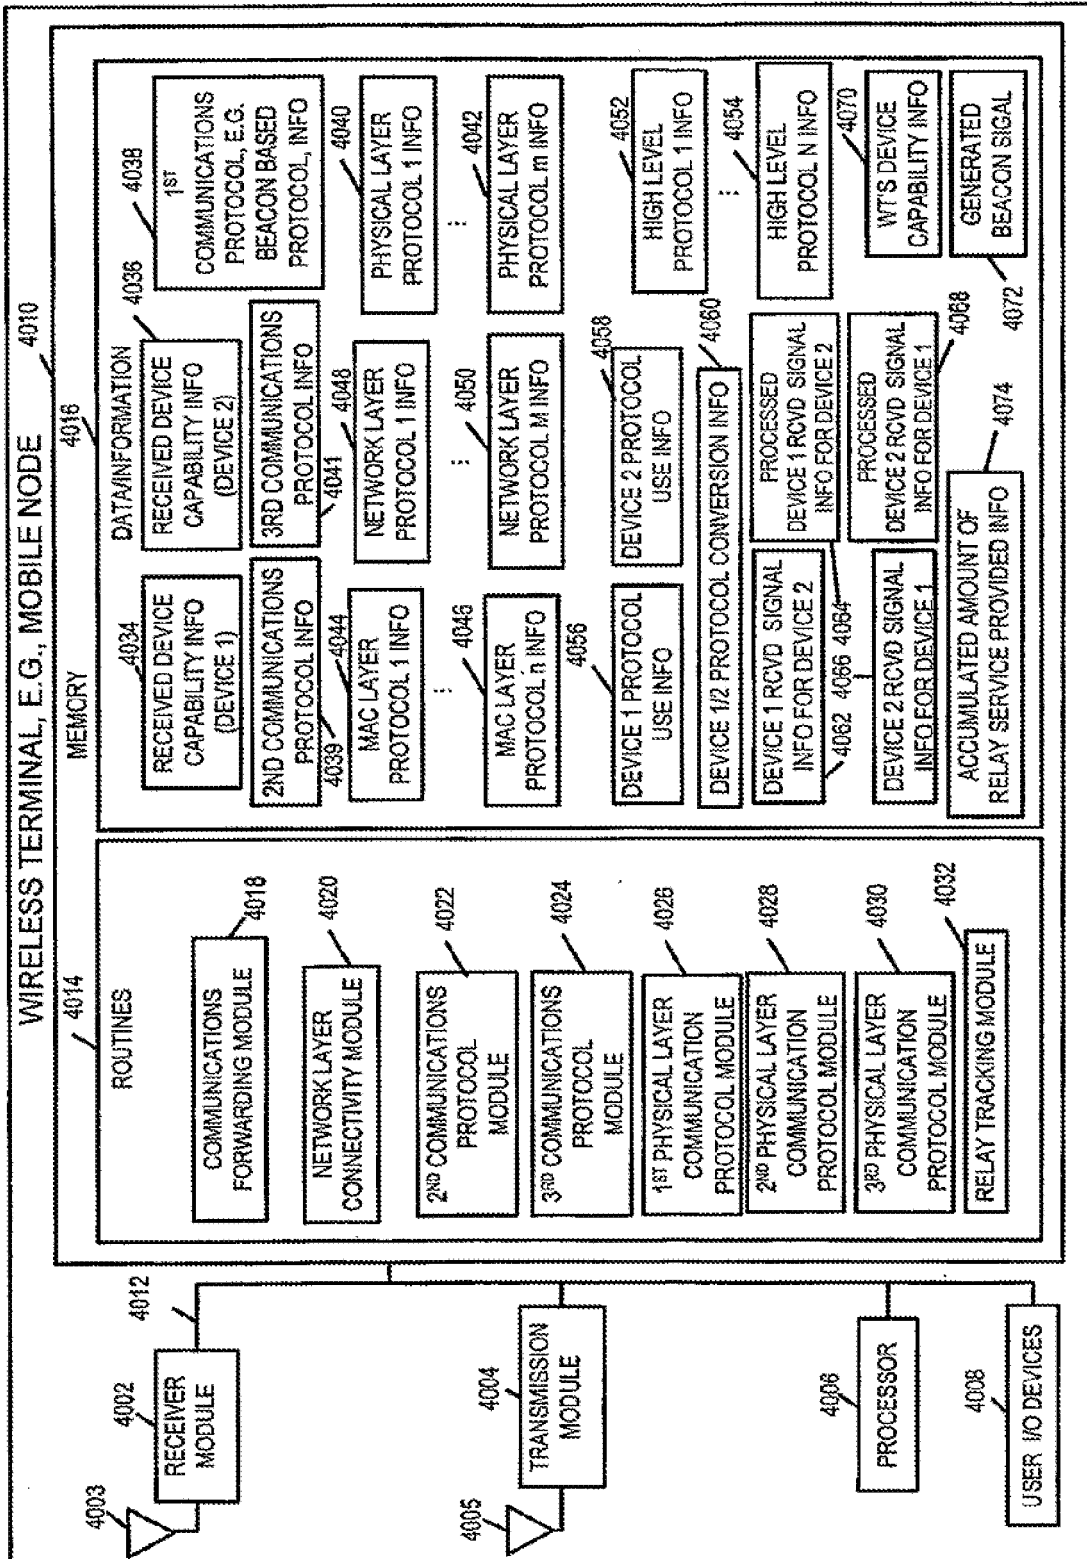 WIRELESS TERMINAL, E.G., MOBILE NODE
4010
MEMORY
4014
4016
ROUTINES
COMMUNICATIONS
FORWARDING MODULE
4018
NETWORK LAYER
CONNECTIVITY MODULE
4020
2ND COMMUNICATIONS
PROTOCOL
MODULE
4022
3RD COMMUNICATIONS
PROTOCOL
MODULE
4024
1ST PHYSICAL LAYER
COMMUNICATION
PROTOCOL MODULE
4026
2ND PHYSICAL LAYER
COMMUNICATION
PROTOCOL MODULE
4028
3RD PHYSICAL LAYER
COMMUNICATION
PROTOCOL MODULE
4030
RELAY TRACKING MODULE
4032
DATA/INFORMATION
4034
RECEIVED DEVICE
CAPABILITY INFO
(DEVICE 1)
4036
RECEIVED DEVICE
CAPABILITY INFO
(DEVICE 2)
4038
1ST
COMMUNICATIONS
PROTOCOL, E.G.
BEACON BASED
PROTOCOL, INFO
2ND COMMUNICATIONS
PROTOCOL INFO
4039
3RD COMMUNICATIONS
PROTOCOL INFO
4041
4044
MAC LAYER
PROTOCOL 1 INFO
4048
NETWORK LAYER
PROTOCOL 1 INFO
4040
PHYSICAL LAYER
PROTOCOL 1 INFO
...
...
...
4046
MAC LAYER
PROTOCOL n INFO
4050
NETWORK LAYER
PROTOCOL M INFO
4042
PHYSICAL LAYER
PROTOCOL m INFO
4056
DEVICE 1 PROTOCOL
USE INFO
4058
DEVICE 2 PROTOCOL
USE INFO
4052
HIGH LEVEL
PROTOCOL 1 INFO
...
4060
DEVICE 1/2 PROTOCOL CONVERSION INFO
4054
HIGH LEVEL
PROTOCOL N INFO
DEVICE 1 RCVD SIGNAL
INFO FOR DEVICE 2
4062
PROCESSED
DEVICE 1 RCVD SIGNAL
INFO FOR DEVICE 2
4064
4070
WT'S DEVICE
CAPABILITY INFO
4066
DEVICE 2 RCVD SIGNAL
INFO FOR DEVICE 1
PROCESSED
DEVICE 2 RCVD SIGNAL
INFO FOR DEVICE 1
4068
GENERATED
BEACON SIGAL
4072
ACCUMULATED AMOUNT OF
RELAY SERVICE PROVIDED INFO
4074
4003
4002
RECEIVER
MODULE
4012
4005
4004
TRANSMISSION
MODULE
4006
PROCESSOR
4008
USER I/O DEVICES